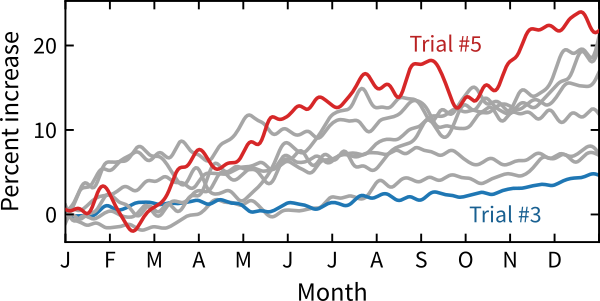 Trial #5
20
10
0
Percent increase
Trial #3
J F M A M J J A S O N D
Month